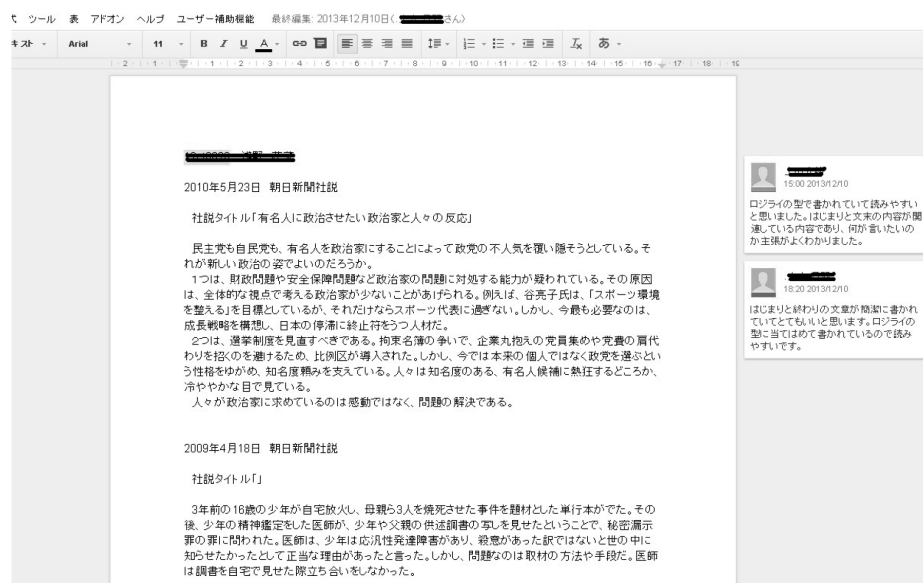 ツール 表 アドオン ヘルプ ユーザー補助機能 最終編集: 2013年12月10日( さん)
キスト Arial 11 B I U A あ
2 1 1 2 3 4 5 6 7 8 9 10 11 12 13 14 15 16 17 18 19
2010年5月23日 朝日新聞社説
社説タイトル「有名人に政治させたい政治家と人々の反応」
民主党も自民党も、有名人を政治家にすることによって政党の不人気を覆い隠そうとしている。そ
れが新しい政治の姿でよいのだろうか。
1つは、財政問題や安全保障問題など政治家の問題に対処する能力が疑われている。その原因
は、全体的な視点で考える政治家が少ないことがあげられる。例えば、谷亮子氏は、「スポーツ環境
を整える」を目標としているが、それだけならスポーツ代表に過ぎない。しかし、今最も必要なのは、
成長戦略を構想し、日本の停滞に終止符をうつ人材だ。
2つは、選挙制度を見直すべきである。拘束名簿の争いで、企業丸抱えの党員集めや党費の肩代
わりを招くのを避けるため、比例区が導入された。しかし、今では本来の個人ではなく政党を選ぶとい
う性格をゆがめ、知名度頼みを支えている。人々は知名度のある、有名人候補に熱狂するどころか、
冷ややかな目で見ている。
人々が政治家に求めているのは感動ではなく、問題の解決である。
2009年4月18日 朝日新聞社説
社説タイトル「」
3年前の16歳の少年が自宅放火し、母親ら3人を焼死させた事件を題材とした単行本がでた。その
後、少年の精神鑑定をした医師が、少年や父親の供述調書の写しを見せたということで、秘密漏示
罪の罪に問われた。医師は、少年は広汎性発達障害があり、殺意があった訳ではないと世の中に
知らせたかったとして正当な理由があったと言った。しかし、問題なのは取材の方法や手段だ。医師
は調書を自宅で見せた際立ち合いをしなかった。
15:00 2013/12/10
ロジライの型で書かれていて読みやすい
と思いました。はじまりと文末の内容が関
連している内容であり、何が言いたいの
か主張がよくわかりました。
18:20 2013/12/10
はじまりと終わりの文章が簡潔に書かれ
ていてとてもいいと思います。ロジライの
型に当てはめて書かれているので読み
やすいです。